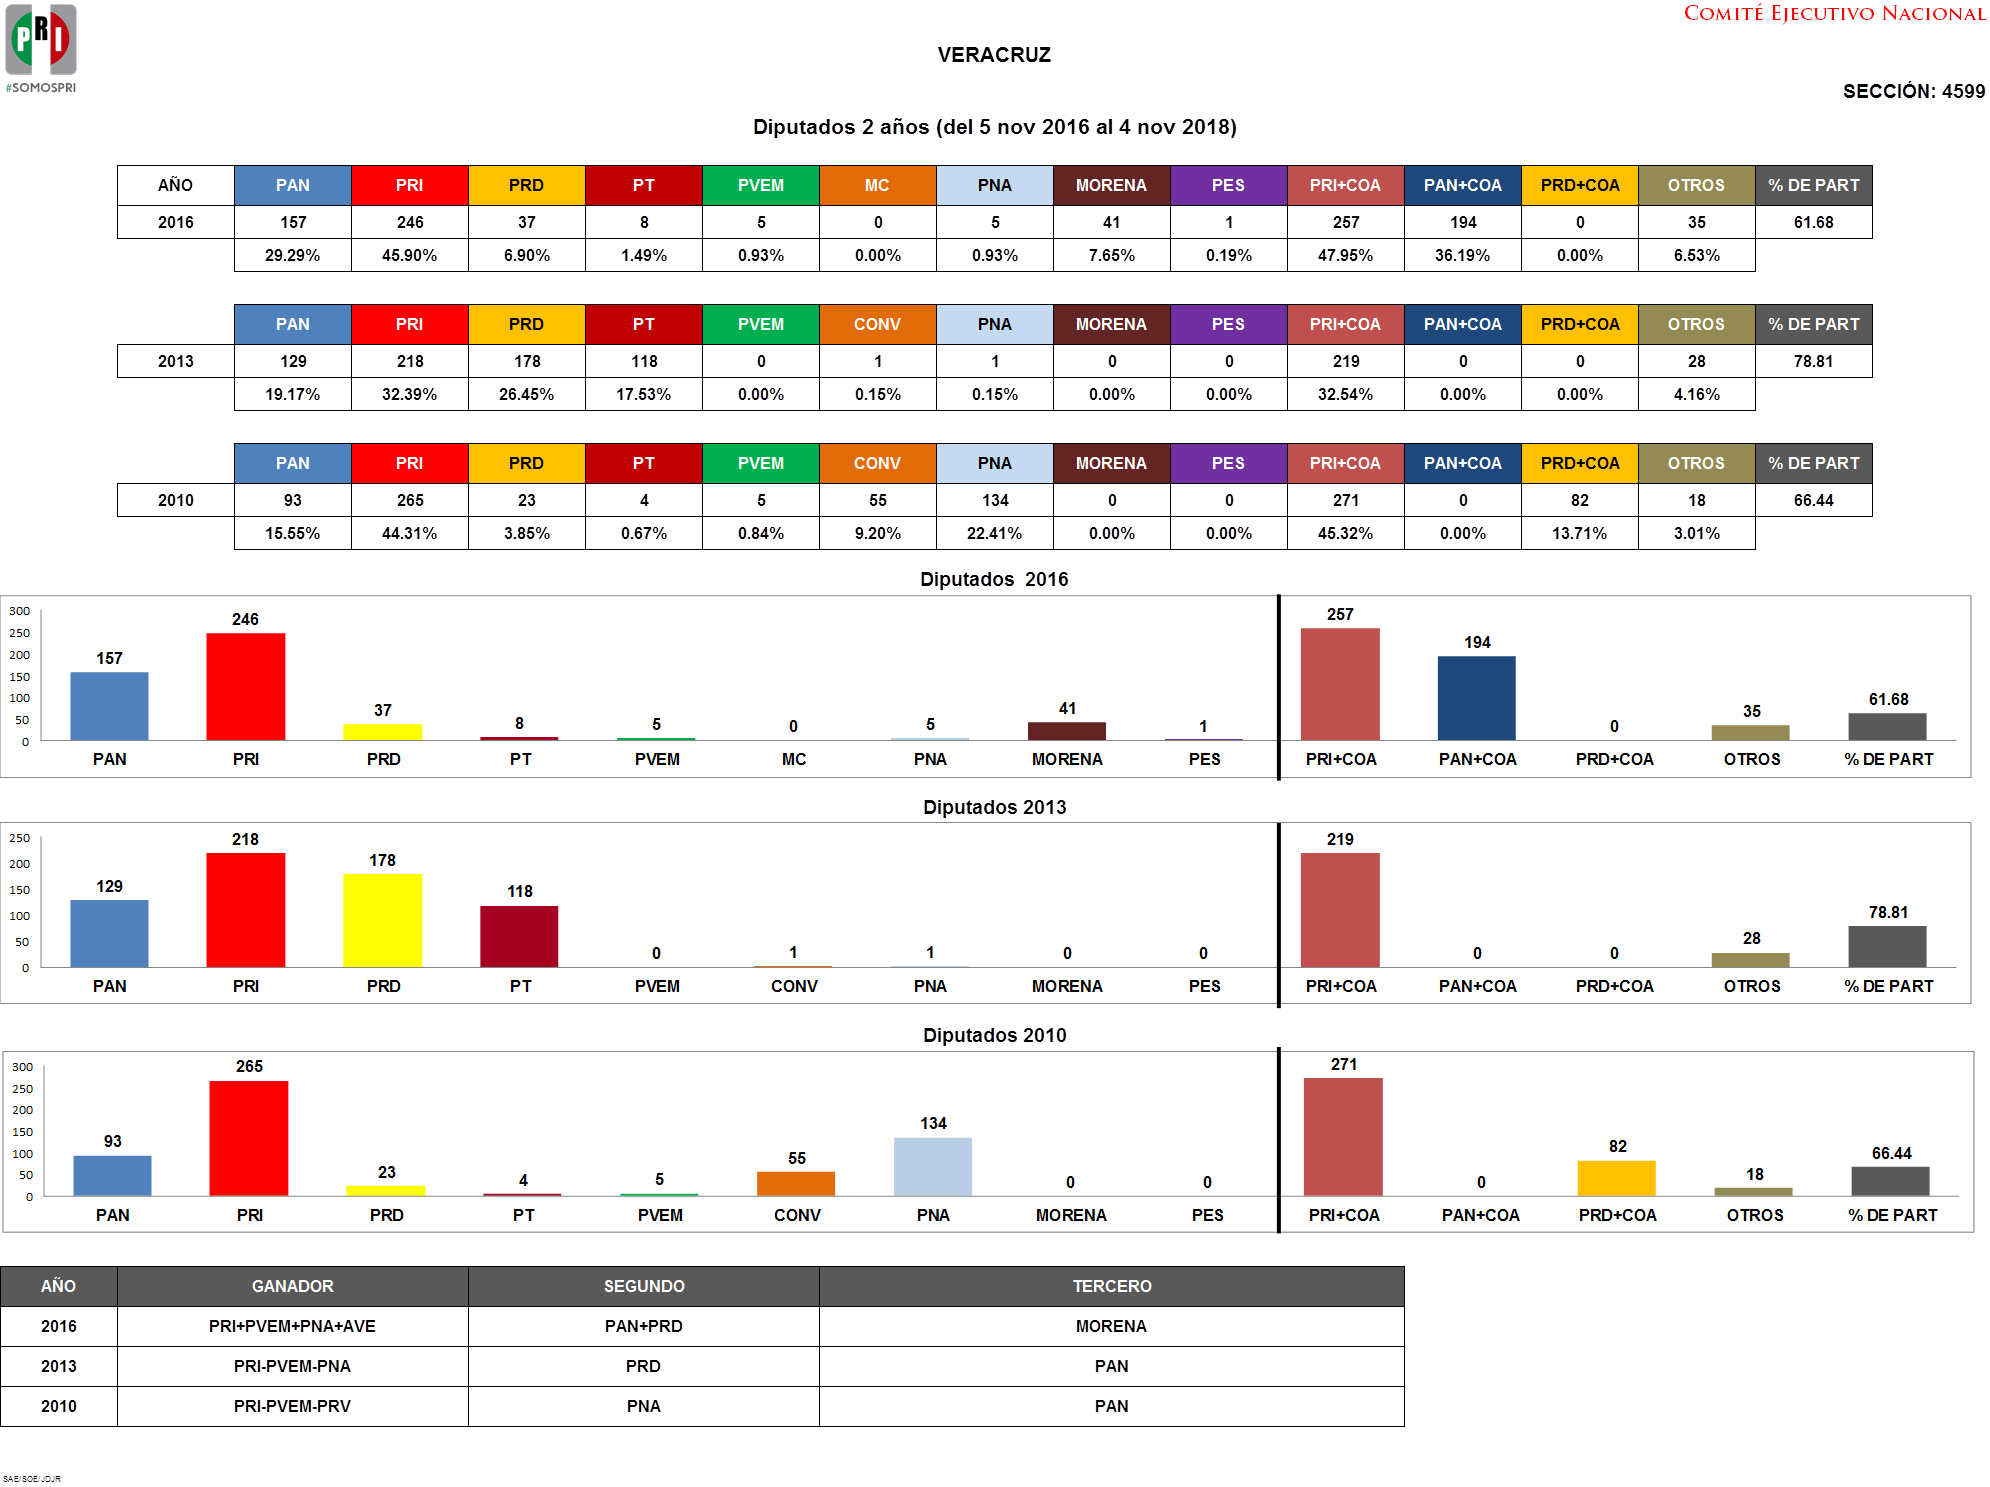 PRI
#SOMOSPRI
COMITÉ EJECUTIVO NACIONAL
VERACRUZ
SECCIÓN: 4599
Diputados 2 años (del 5 nov 2016 al 4 nov 2018)
AÑO PAN PRI PRD PT PVEM MC PNA MORENA PES PRI+COA PAN+COA PRD+COA OTROS % DE PART
2016 157 246 37 8 5 0 5 41 1 257 194 0 35 61.68
29.29% 45.90% 6.90% 1.49% 0.93% 0.00% 0.93% 7.65% 0.19% 47.95% 36.19% 0.00% 6.53%
PAN PRI PRD PT PVEM CONV PNA MORENA PES PRI+COA PAN+COA PRD+COA OTROS % DE PART
2013 129 218 178 118 0 1 1 0 0 219 0 0 28 78.81
19.17% 32.39% 26.45% 17.53% 0.00% 0.15% 0.15% 0.00% 0.00% 32.54% 0.00% 0.00% 4.16%
PAN PRI PRD PT PVEM CONV PNA MORENA PES PRI+COA PAN+COA PRD+COA OTROS % DE PART
2010 93 265 23 4 5 55 134 0 0 271 0 82 18 66.44
15.55% 44.31% 3.85% 0.67% 0.84% 9.20% 22.41% 0.00% 0.00% 45.32% 0.00% 13.71% 3.01%
Diputados 2016
300
250
200
150
100
50
0
157 246 37 8 5 0 5 41 1 257 194 0 35 61.68
PAN PRI PRD PT PVEM MC PNA MORENA PES PRI+COA PAN+COA PRD+COA OTROS % DE PART
Diputados 2013
250
200
150
100
50
0
129 218 178 118 0 1 1 0 0 219 0 0 28 78.81
PAN PRI PRD PT PVEM CONV PNA MORENA PES PRI+COA PAN+COA PRD+COA OTROS % DE PART
Diputados 2010
300
250
200
150
100
50
0
93 265 23 4 5 55 134 0 0 271 0 82 18 66.44
PAN PRI PRD PT PVEM CONV PNA MORENA PES PRI+COA PAN+COA PRD+COA OTROS % DE PART
AÑO GANADOR SEGUNDO TERCERO
2016 PRI+PVEM+PNA+AVE PAN+PRD MORENA
2013 PRI-PVEM-PNA PRD PAN
2010 PRI-PVEM-PRV PNA PAN
SAE/SOE/JDJR